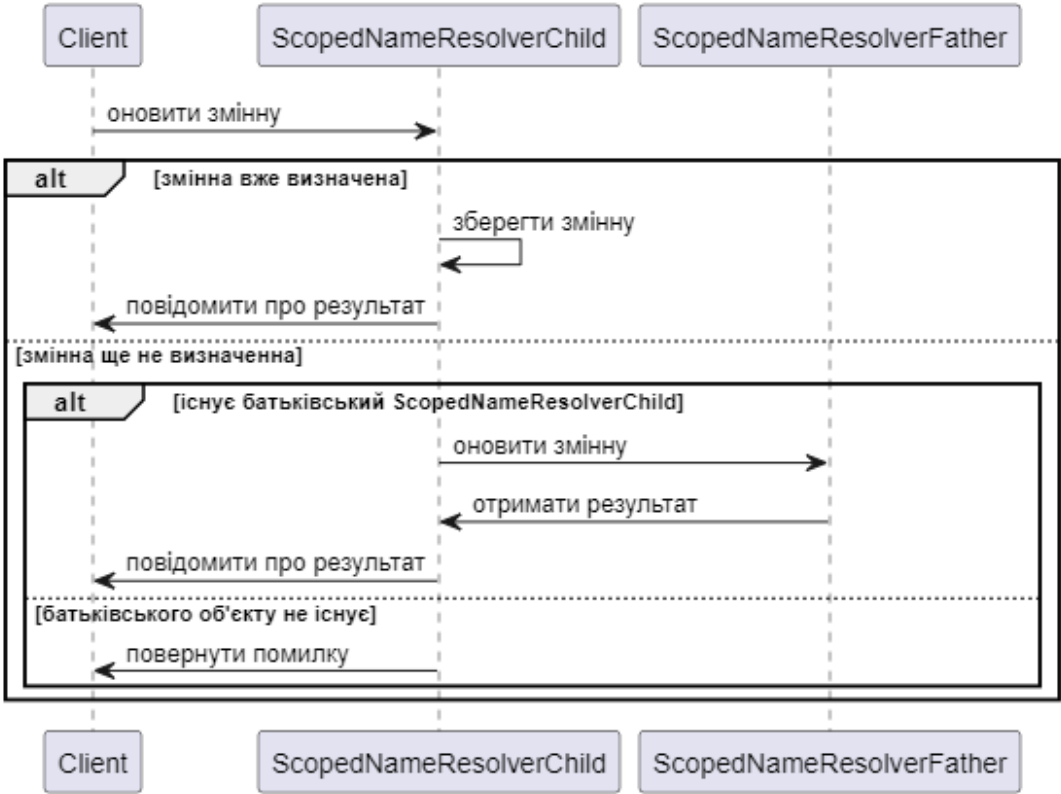 Client ScopedNameResolverChild ScopedNameResolverFather
оновити змінну
alt [змінна вже визначена]
зберегти змінну
повідомити про результат
[змінна ще не визначенна]
alt [існує батьківський ScopedNameResolverChild]
оновити змінну
отримати результат
повідомити про результат
[батьківського об'єкту не існує]
повернути помилку
Client ScopedNameResolverChild ScopedNameResolverFather